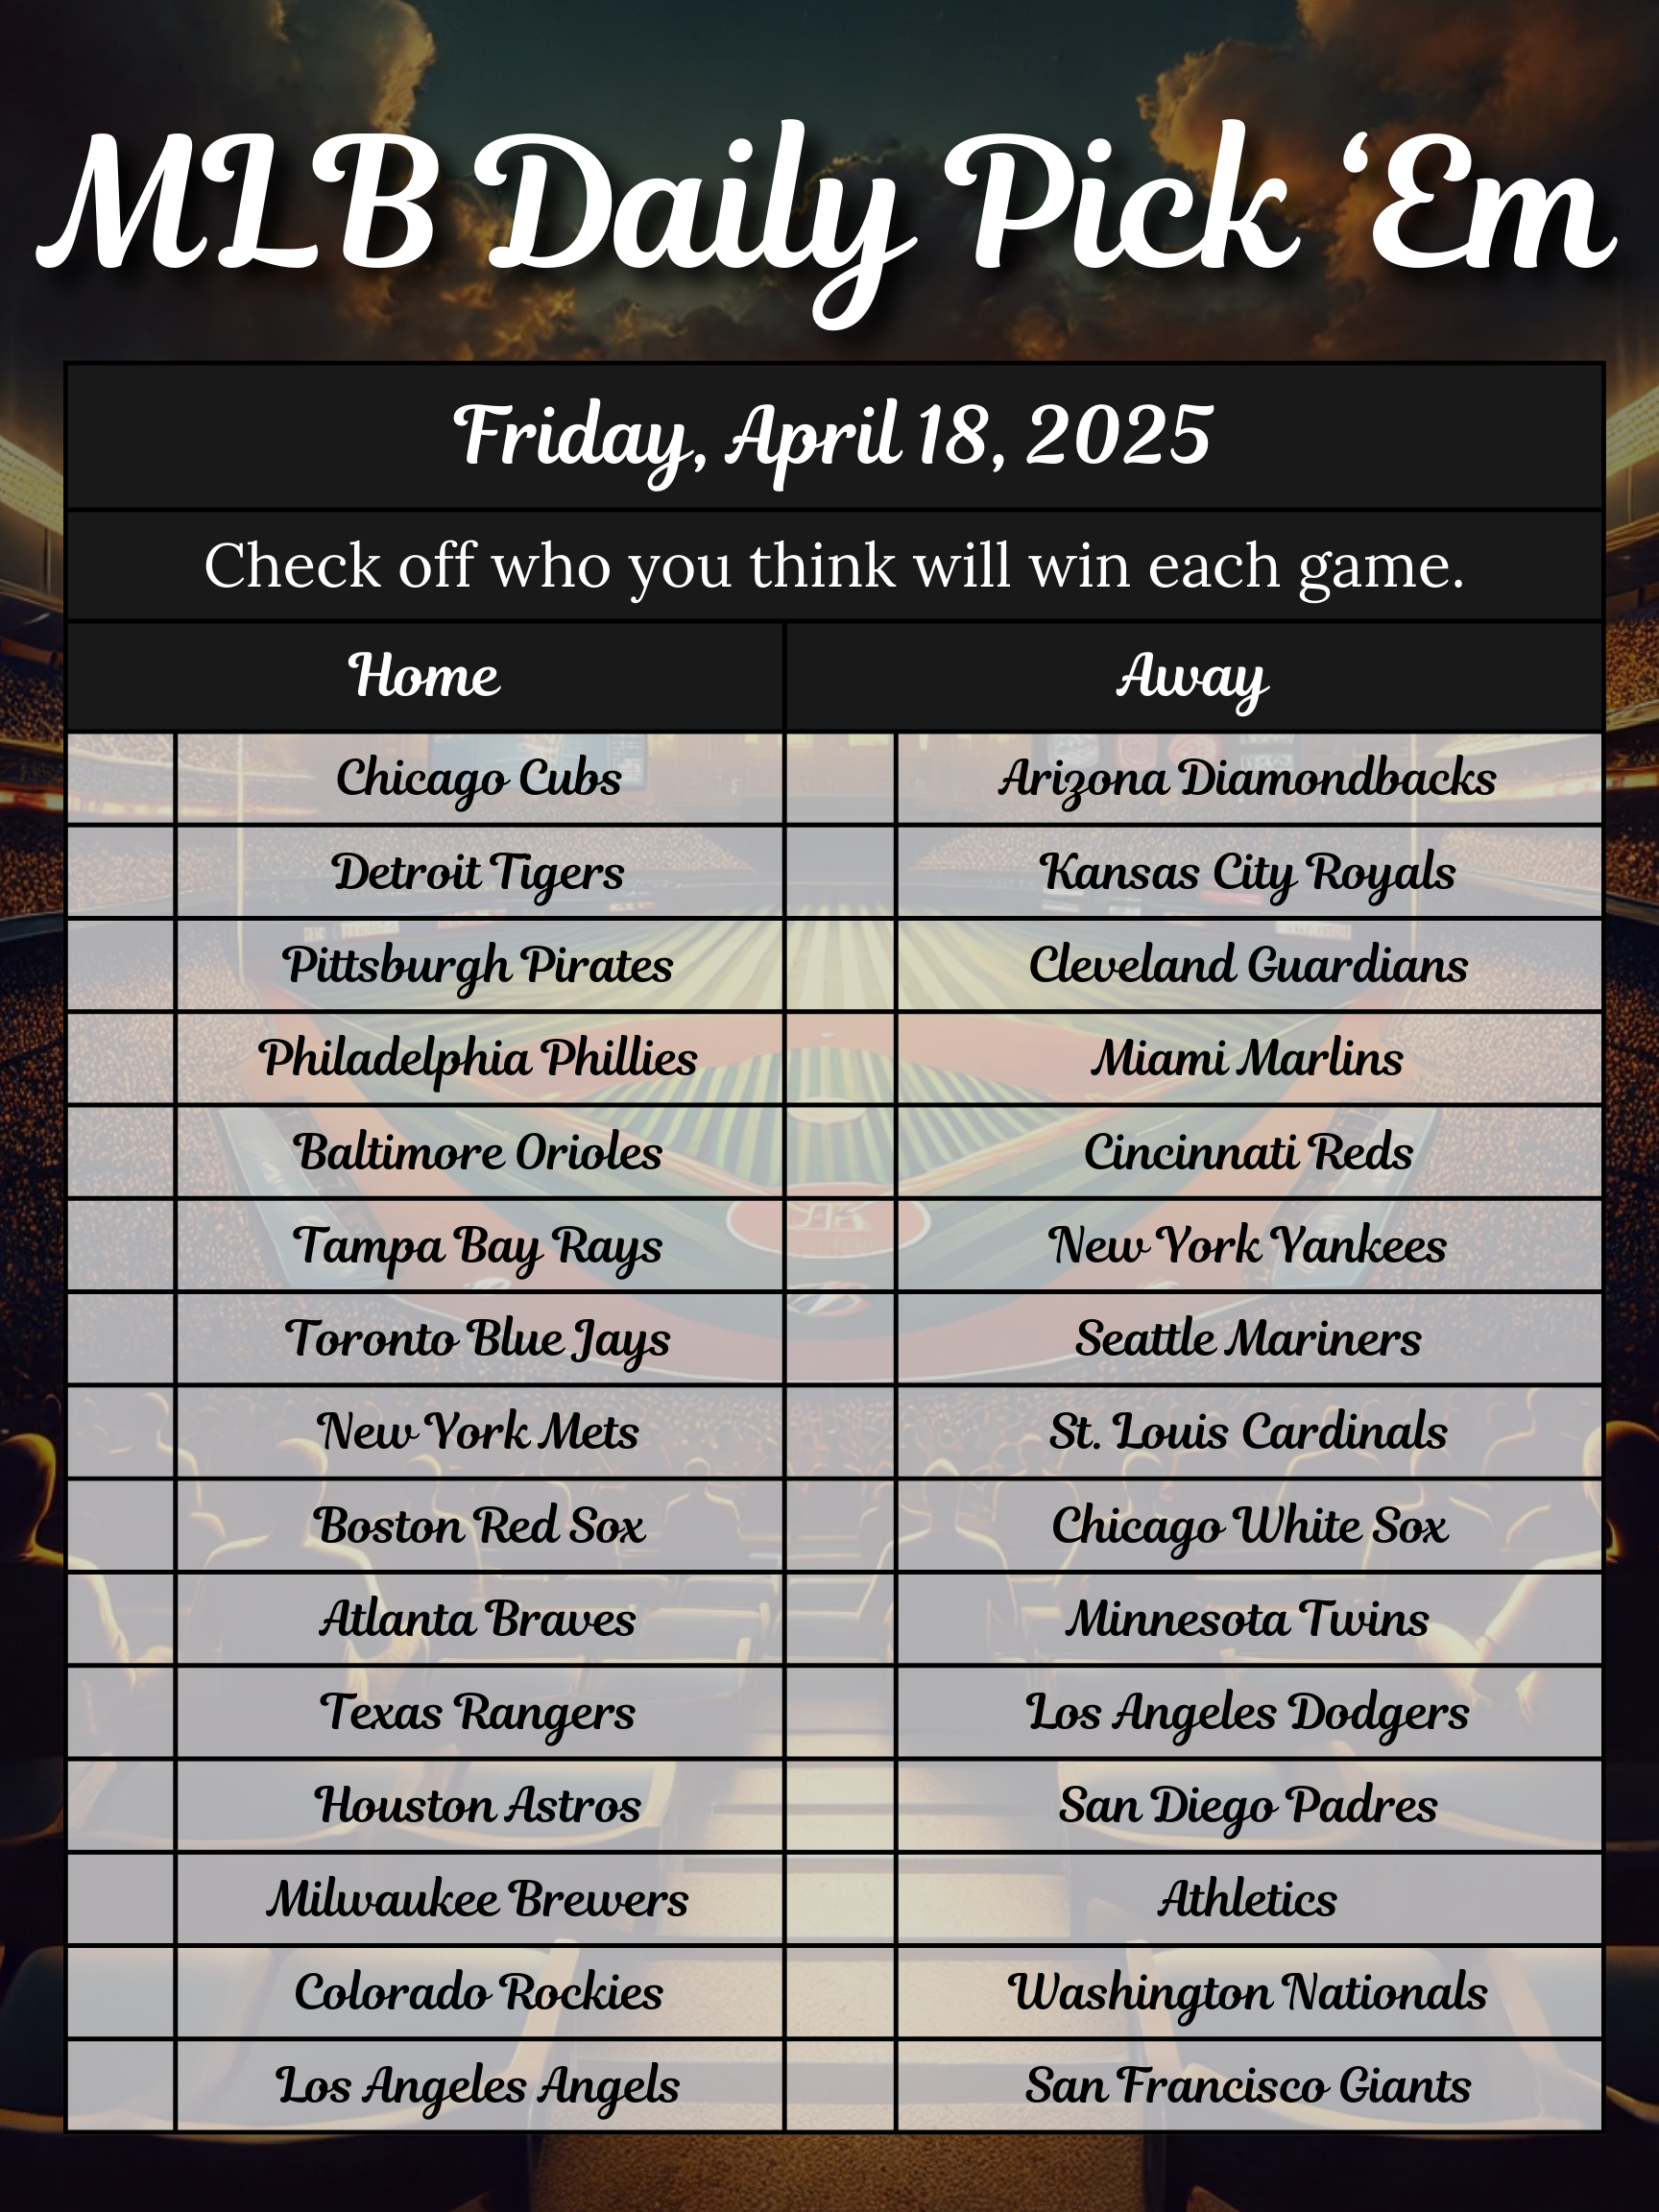 MLB Daily Pick ‘Em
Friday, April 18, 2025
Check off who you think will win each game.
Home Away
Chicago Cubs Arizona Diamondbacks
Detroit Tigers Kansas City Royals
Pittsburgh Pirates Cleveland Guardians
Philadelphia Phillies Miami Marlins
Baltimore Orioles Cincinnati Reds
Tampa Bay Rays New York Yankees
Toronto Blue Jays Seattle Mariners
New York Mets St. Louis Cardinals
Boston Red Sox Chicago White Sox
Atlanta Braves Minnesota Twins
Texas Rangers Los Angeles Dodgers
Houston Astros San Diego Padres
Milwaukee Brewers Athletics
Colorado Rockies Washington Nationals
Los Angeles Angels San Francisco Giants